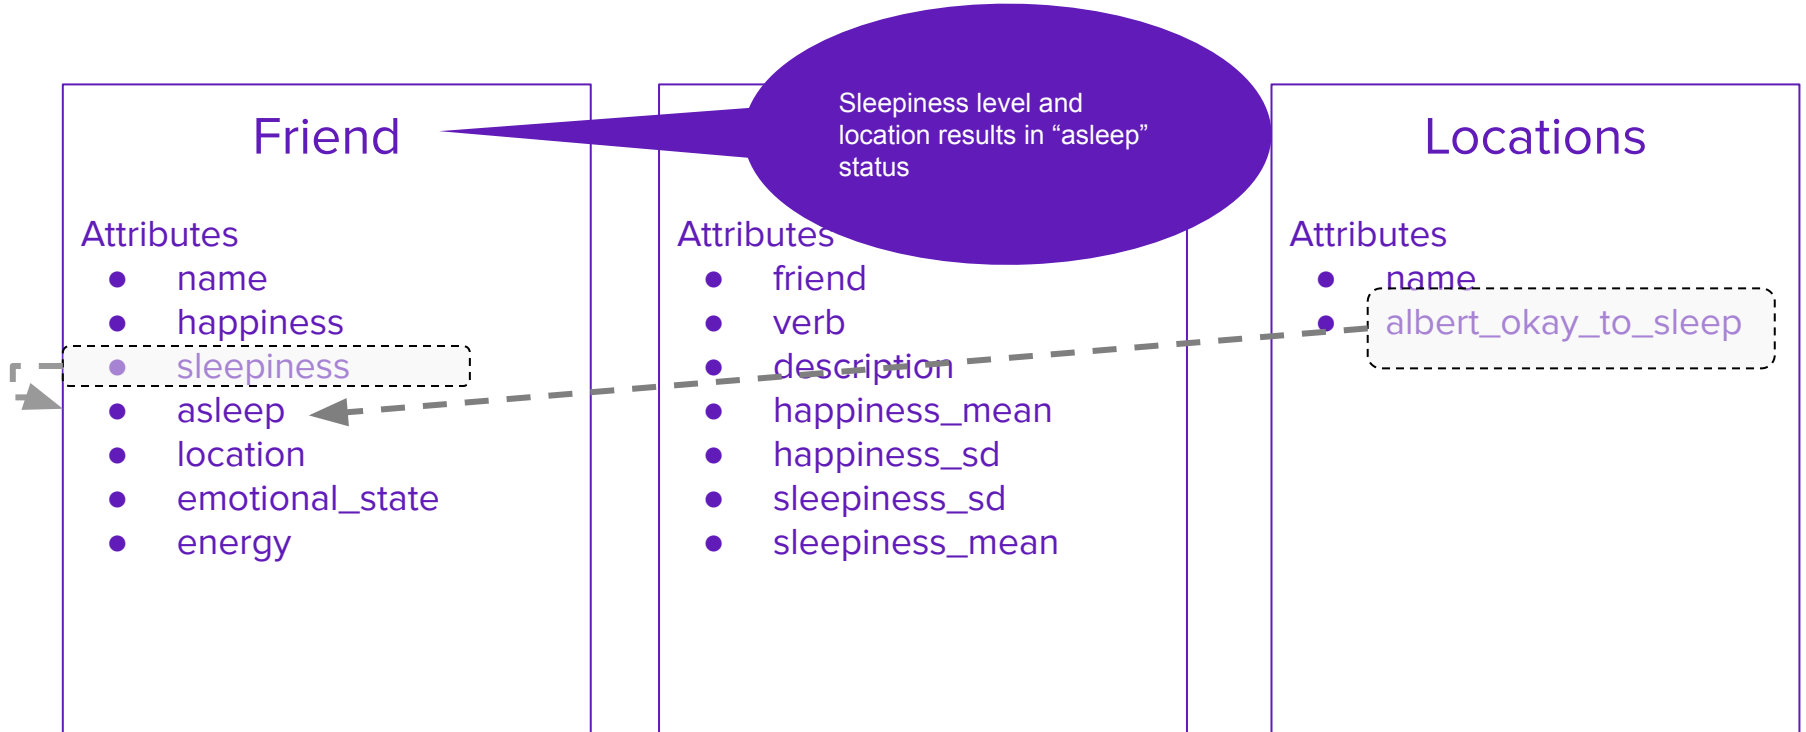 Friend
Attributes
● name
● happiness
● sleepiness
● asleep
● location
● emotional_state
● energy
Sleepiness level and
location results in “asleep”
status
Attributes
● friend
● verb
● description
● happiness_mean
● happiness_sd
● sleepiness_sd
● sleepiness_mean
Locations
Attributes
● name
● albert_okay_to_sleep